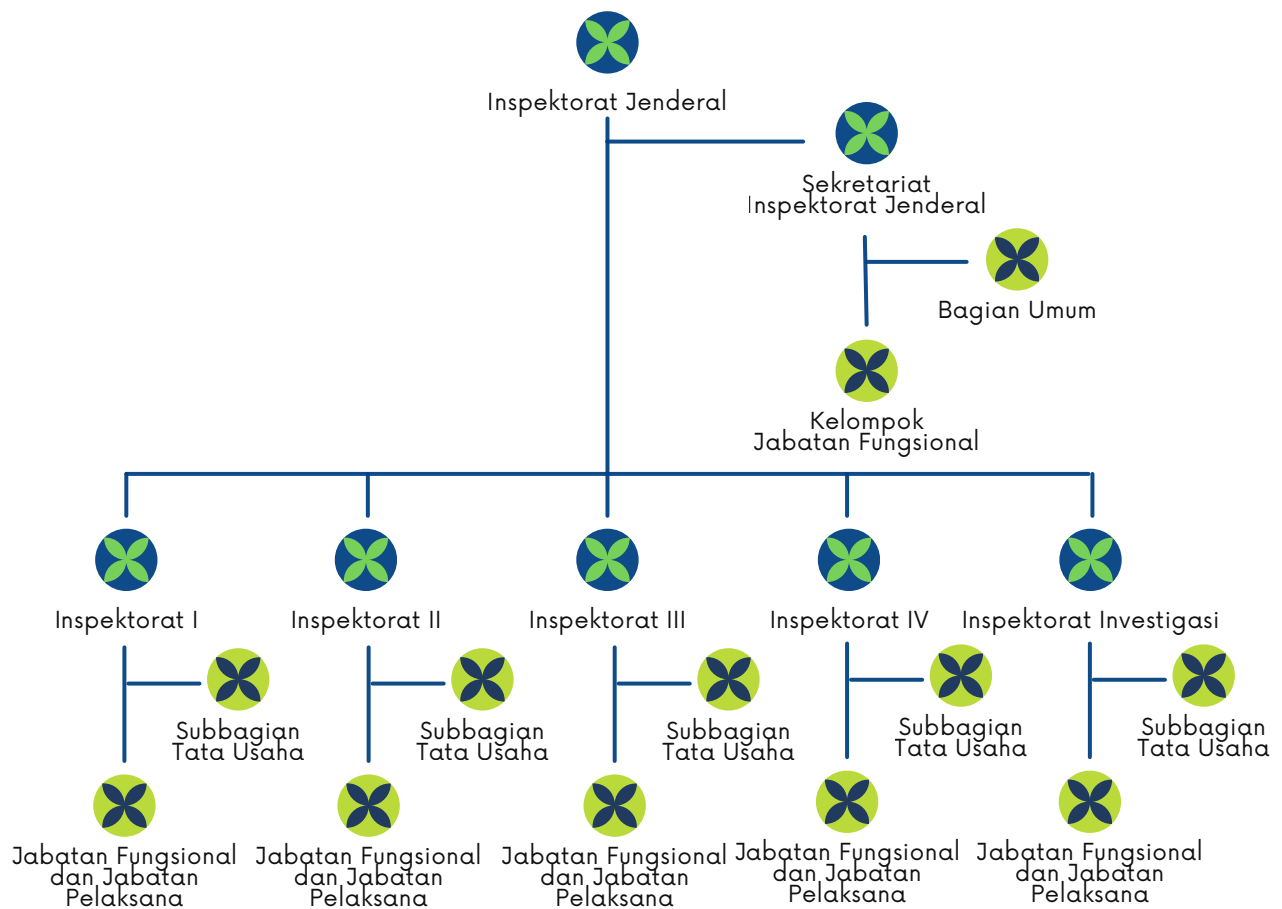 Inspektorat Jenderal
Sekretariat
Inspektorat Jenderal
Bagian Umum
Kelompok
Jabatan Fungsional
Inspektorat I
Inspektorat II
Inspektorat III
Inspektorat IV
Inspektorat Investigasi
Subbagian
Tata Usaha
Subbagian
Tata Usaha
Subbagian
Tata Usaha
Subbagian
Tata Usaha
Subbagian
Tata Usaha
Jabatan Fungsional
dan Jabatan
Pelaksana
Jabatan Fungsional
dan Jabatan
Pelaksana
Jabatan Fungsional
dan Jabatan
Pelaksana
Jabatan Fungsional
dan Jabatan
Pelaksana
Jabatan Fungsional
dan Jabatan
Pelaksana